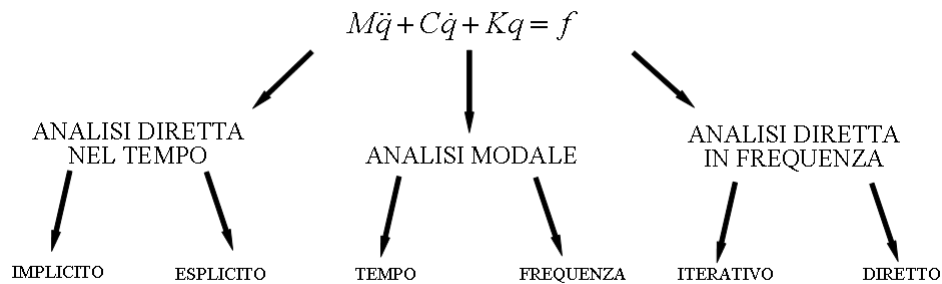 Mq̈ + Cq̇ + Kq = f
ANALISI DIRETTA
NEL TEMPO
ANALISI MODALE
ANALISI DIRETTA
IN FREQUENZA
IMPLICITO
ESPLICITO
TEMPO
FREQUENZA
ITERATIVO
DIRETTO